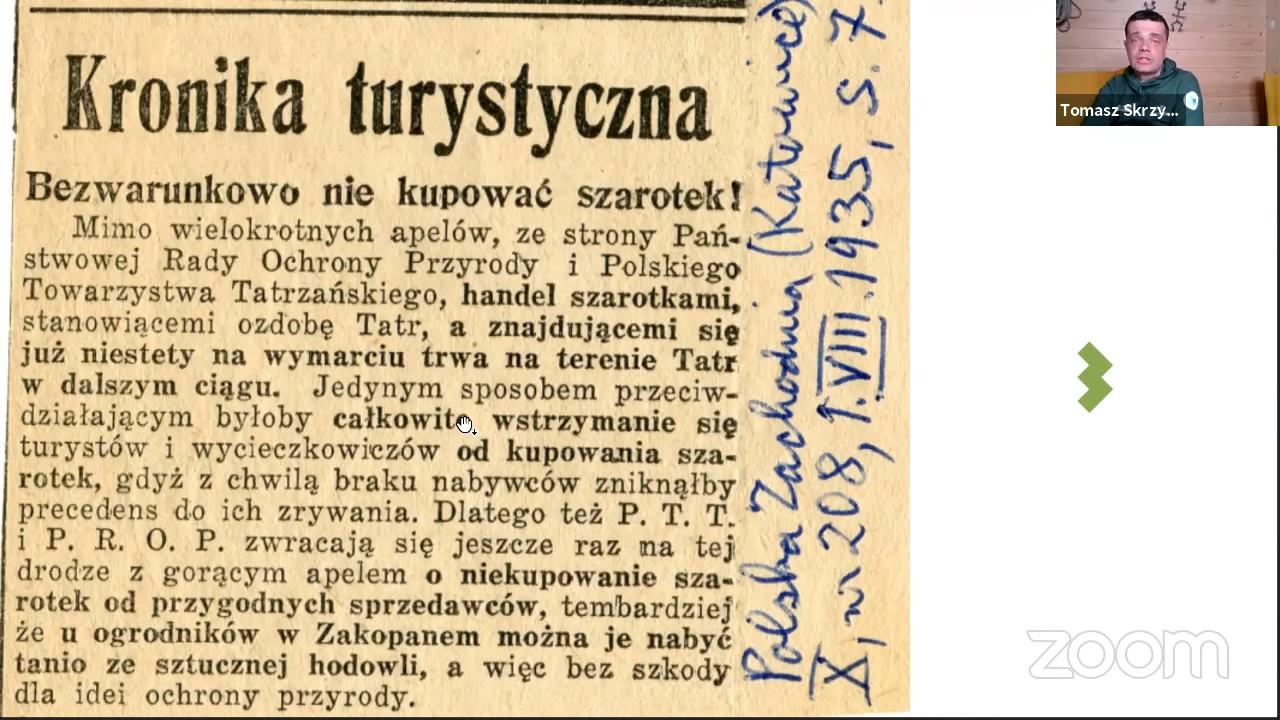 Kronika turystyczna
Bezwarunkowo nie kupować szarotek!
Mimo wielokrotnych apelów, ze strony Pań-
stwowej Rady Ochrony Przyrody i Polskiego
Towarzystwa Tatrzańskiego, handel szarotkami,
stanowiącemi ozdobę Tatr, a znajdującemi się
już niestety na wymarciu trwa na terenie Tatr
w dalszym ciągu. Jedynym sposobem przeciw-
działającym byłoby całkowite wstrzymanie się
turystów i wycieczkowiczów od kupowania sza-
rotek, gdyż z chwilą braku nabywców zniknąłby
precedens do ich zrywania. Dlatego też P. T. T.
i P. R. O. P. zwracają się jeszcze raz na tej
drodze z gorącym apelem o niekupowanie sza-
rotek od przygodnych sprzedawców, tembardziej
że u ogrodników w Zakopanem można je nabyć
tanio ze sztucznej hodowli, a więc bez szkody
dla idei ochrony przyrody.
Polska Zachodnia (Katowice)
X, nr 208, 1.VIII.1935, s. 7.
Tomasz Skrzy...
zoom